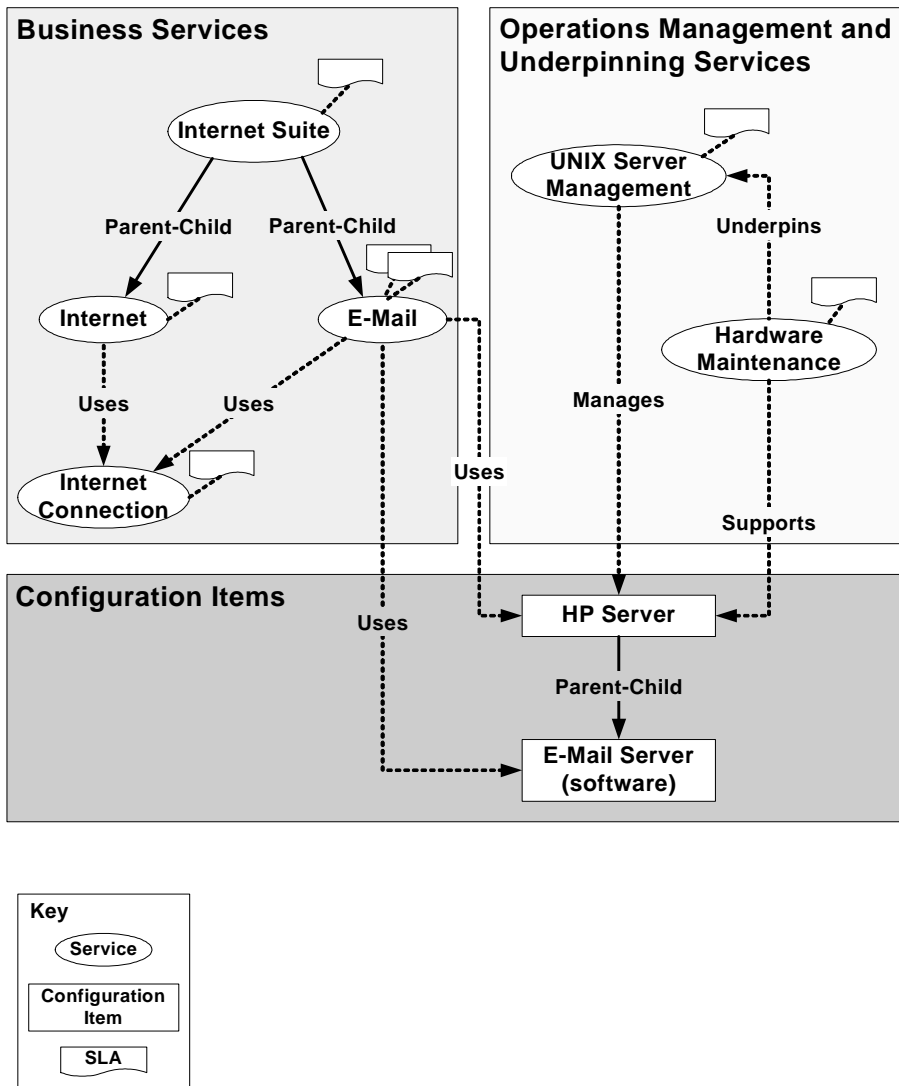 Business Services
Internet Suite
Parent-Child
Parent-Child
Internet
E-Mail
Uses
Uses
Internet
Connection
Uses
Operations Management and
Underpinning Services
UNIX Server
Management
Underpins
Hardware
Maintenance
Manages
Supports
Configuration Items
Uses
HP Server
Parent-Child
E-Mail Server
(software)
Key
Service
Configuration
Item
SLA